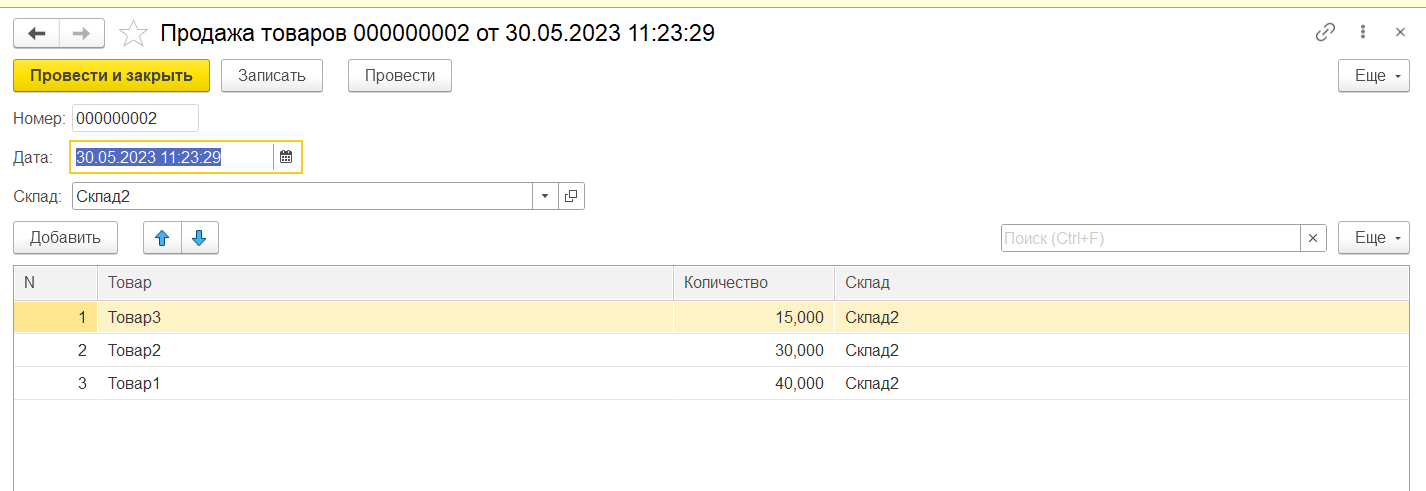 Продажа товаров 000000002 от 30.05.2023 11:23:29
Провести и закрыть Записать Провести Еще
Номер: 000000002
Дата: 30.05.2023 11:23:29
Склад: Склад2
Добавить Поиск (Ctrl+F) Еще
N Товар Количество Склад
1 Товар3 15,000 Склад2
2 Товар2 30,000 Склад2
3 Товар1 40,000 Склад2